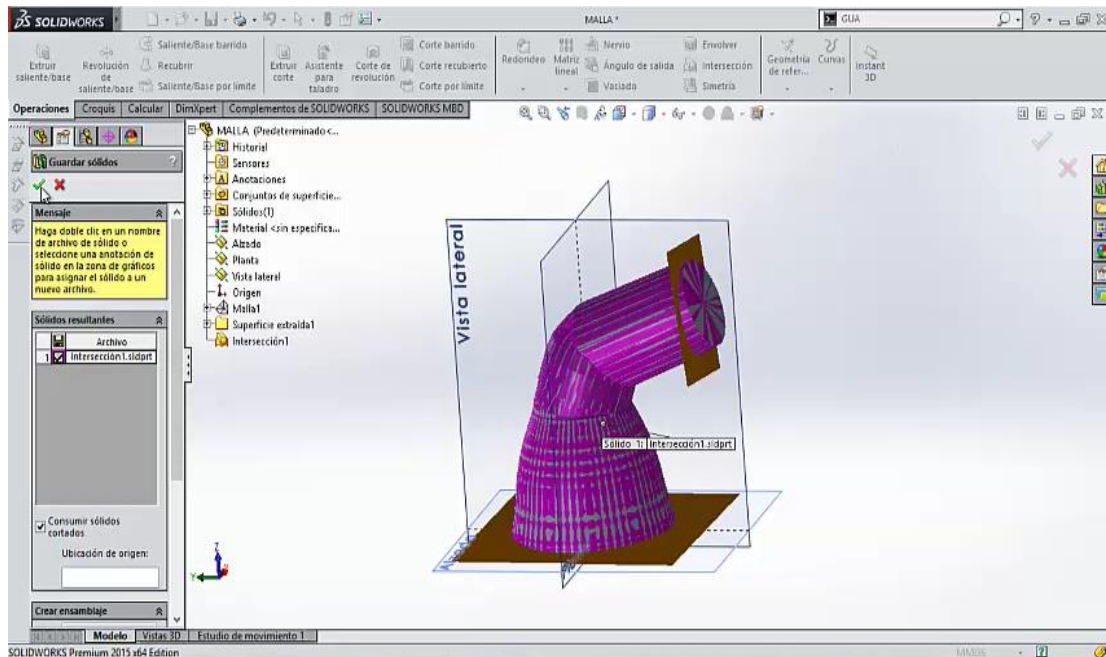 SOLIDWORKS
MALLA *
GUA
Extruir saliente/base
Revolución de saliente/base
Saliente/Base barrido
Recubrir
Saliente/Base por límite
Extruir corte
Asistente para taladro
Corte de revolución
Corte barrido
Corte recubierto
Corte por límite
Redondeo
Matriz lineal
Nervio
Ángulo de salida
Vaciado
Envolver
Intersección
Simetría
Geometría de refer...
Curvas
Instant 3D
Operaciones
Croquis
Calcular
DimXpert
Complementos de SOLIDWORKS
SOLIDWORKS MBD
Guardar sólidos
?
Mensaje
Haga doble clic en un nombre
de archivo de sólido o
seleccione una anotación de
sólido en la zona de gráficos
para asignar el sólido a un
nuevo archivo.
Sólidos resultantes
Archivo
1 Intersección1.sldprt
Consumir sólidos
cortados
Ubicación de origen:
Crear ensamblaje
MALLA (Predeterminado<...
Historial
Sensores
Anotaciones
Conjuntos de superficie...
Sólidos(1)
Material <sin especifica...
Alzado
Planta
Vista lateral
Origen
Malla1
Superficie extraída1
Intersección1
Vista lateral
Sólido 1: Intersección1.sldprt
Z
Y
Modelo
Vistas 3D
Estudio de movimiento 1
SOLIDWORKS Premium 2015 x64 Edition
MMGS